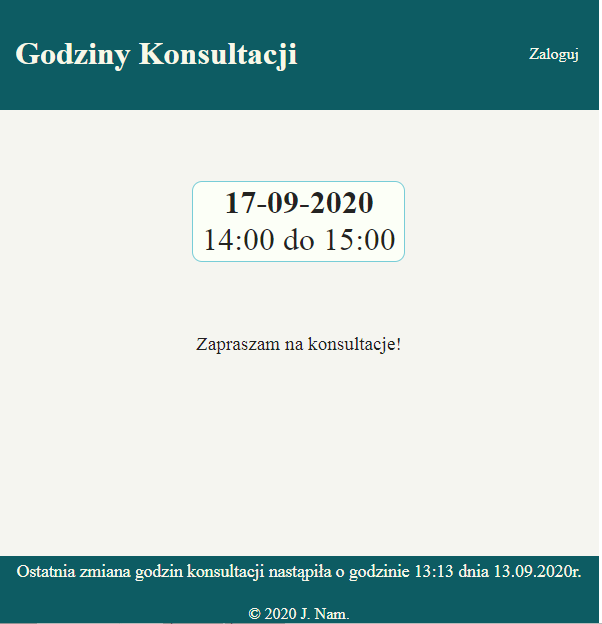 Godziny Konsultacji
Zaloguj
17-09-2020
14:00 do 15:00
Zapraszam na konsultacje!
Ostatnia zmiana godzin konsultacji nastąpiła o godzinie 13:13 dnia 13.09.2020r.
© 2020 J. Nam.